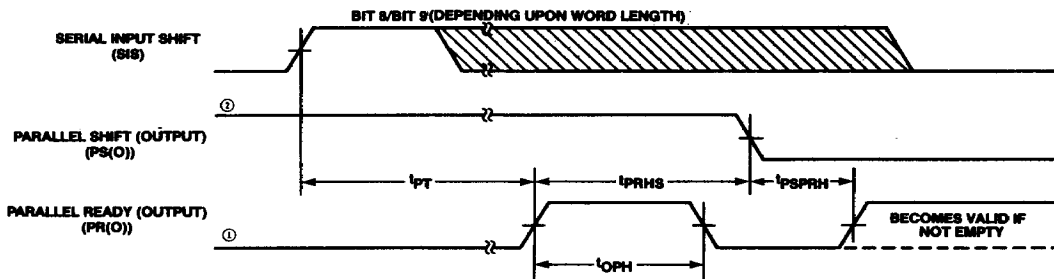 BIT 8/BIT 9 (DEPENDING UPON WORD LENGTH)
SERIAL INPUT SHIFT
(SIS)
②
PARALLEL SHIFT (OUTPUT)
(PS(O))
tPT
tPRHS
tPSPRH
PARALLEL READY (OUTPUT)
(PR(O))
①
BECOMES VALID IF
NOT EMPTY
tOPH